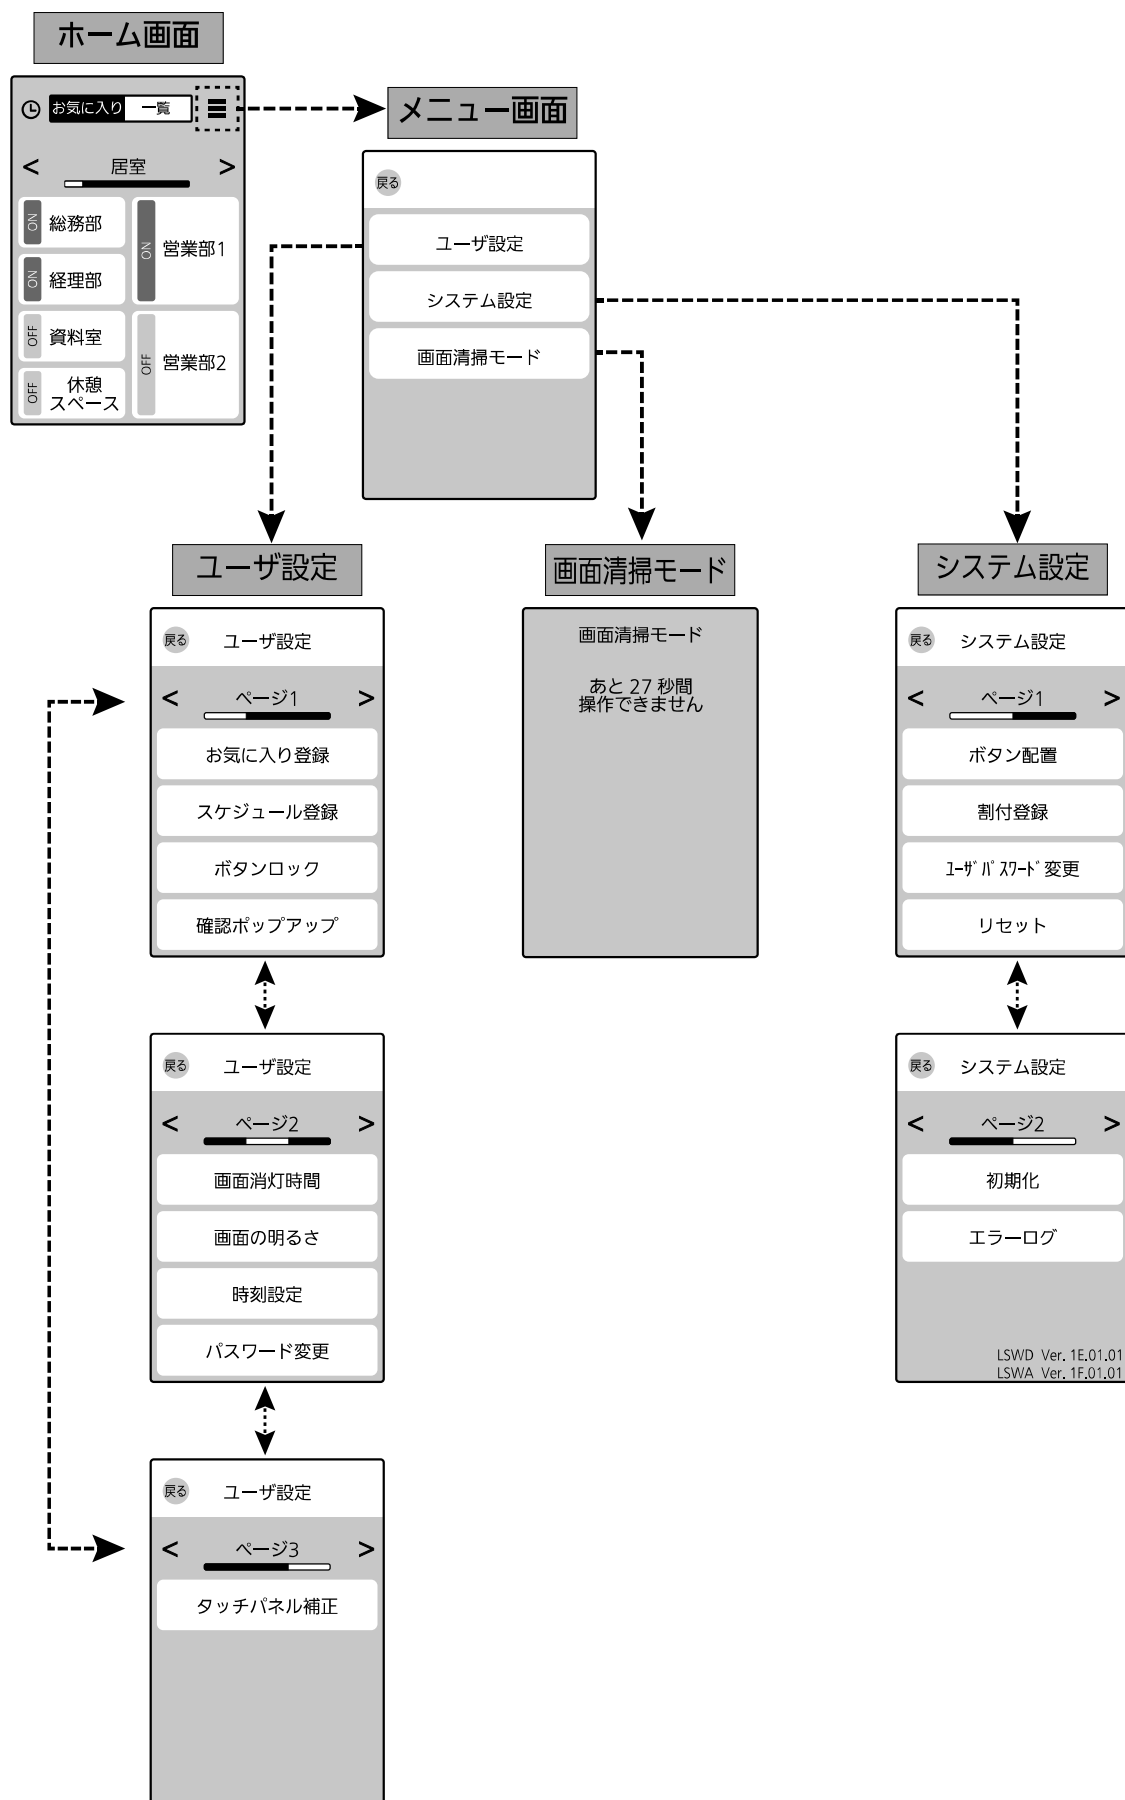 ホーム画面
お気に入り 一覧
< 居室 >
ON 総務部
ON 営業部1
ON 経理部
OFF 資料室
OFF 営業部2
OFF 休憩
スペース
メニュー画面
戻る
ユーザ設定
システム設定
画面清掃モード
ユーザ設定
戻る ユーザ設定
< ページ1 >
お気に入り登録
スケジュール登録
ボタンロック
確認ポップアップ
戻る ユーザ設定
< ページ2 >
画面消灯時間
画面の明るさ
時刻設定
パスワード変更
戻る ユーザ設定
< ページ3 >
タッチパネル補正
画面清掃モード
画面清掃モード
あと 27 秒間
操作できません
システム設定
戻る システム設定
< ページ1 >
ボタン配置
割付登録
ﾕｰｻﾞﾊﾟｽﾜｰﾄﾞ変更
リセット
戻る システム設定
< ページ2 >
初期化
エラーログ
LSWD Ver. 1E.01.01
LSWA Ver. 1F.01.01